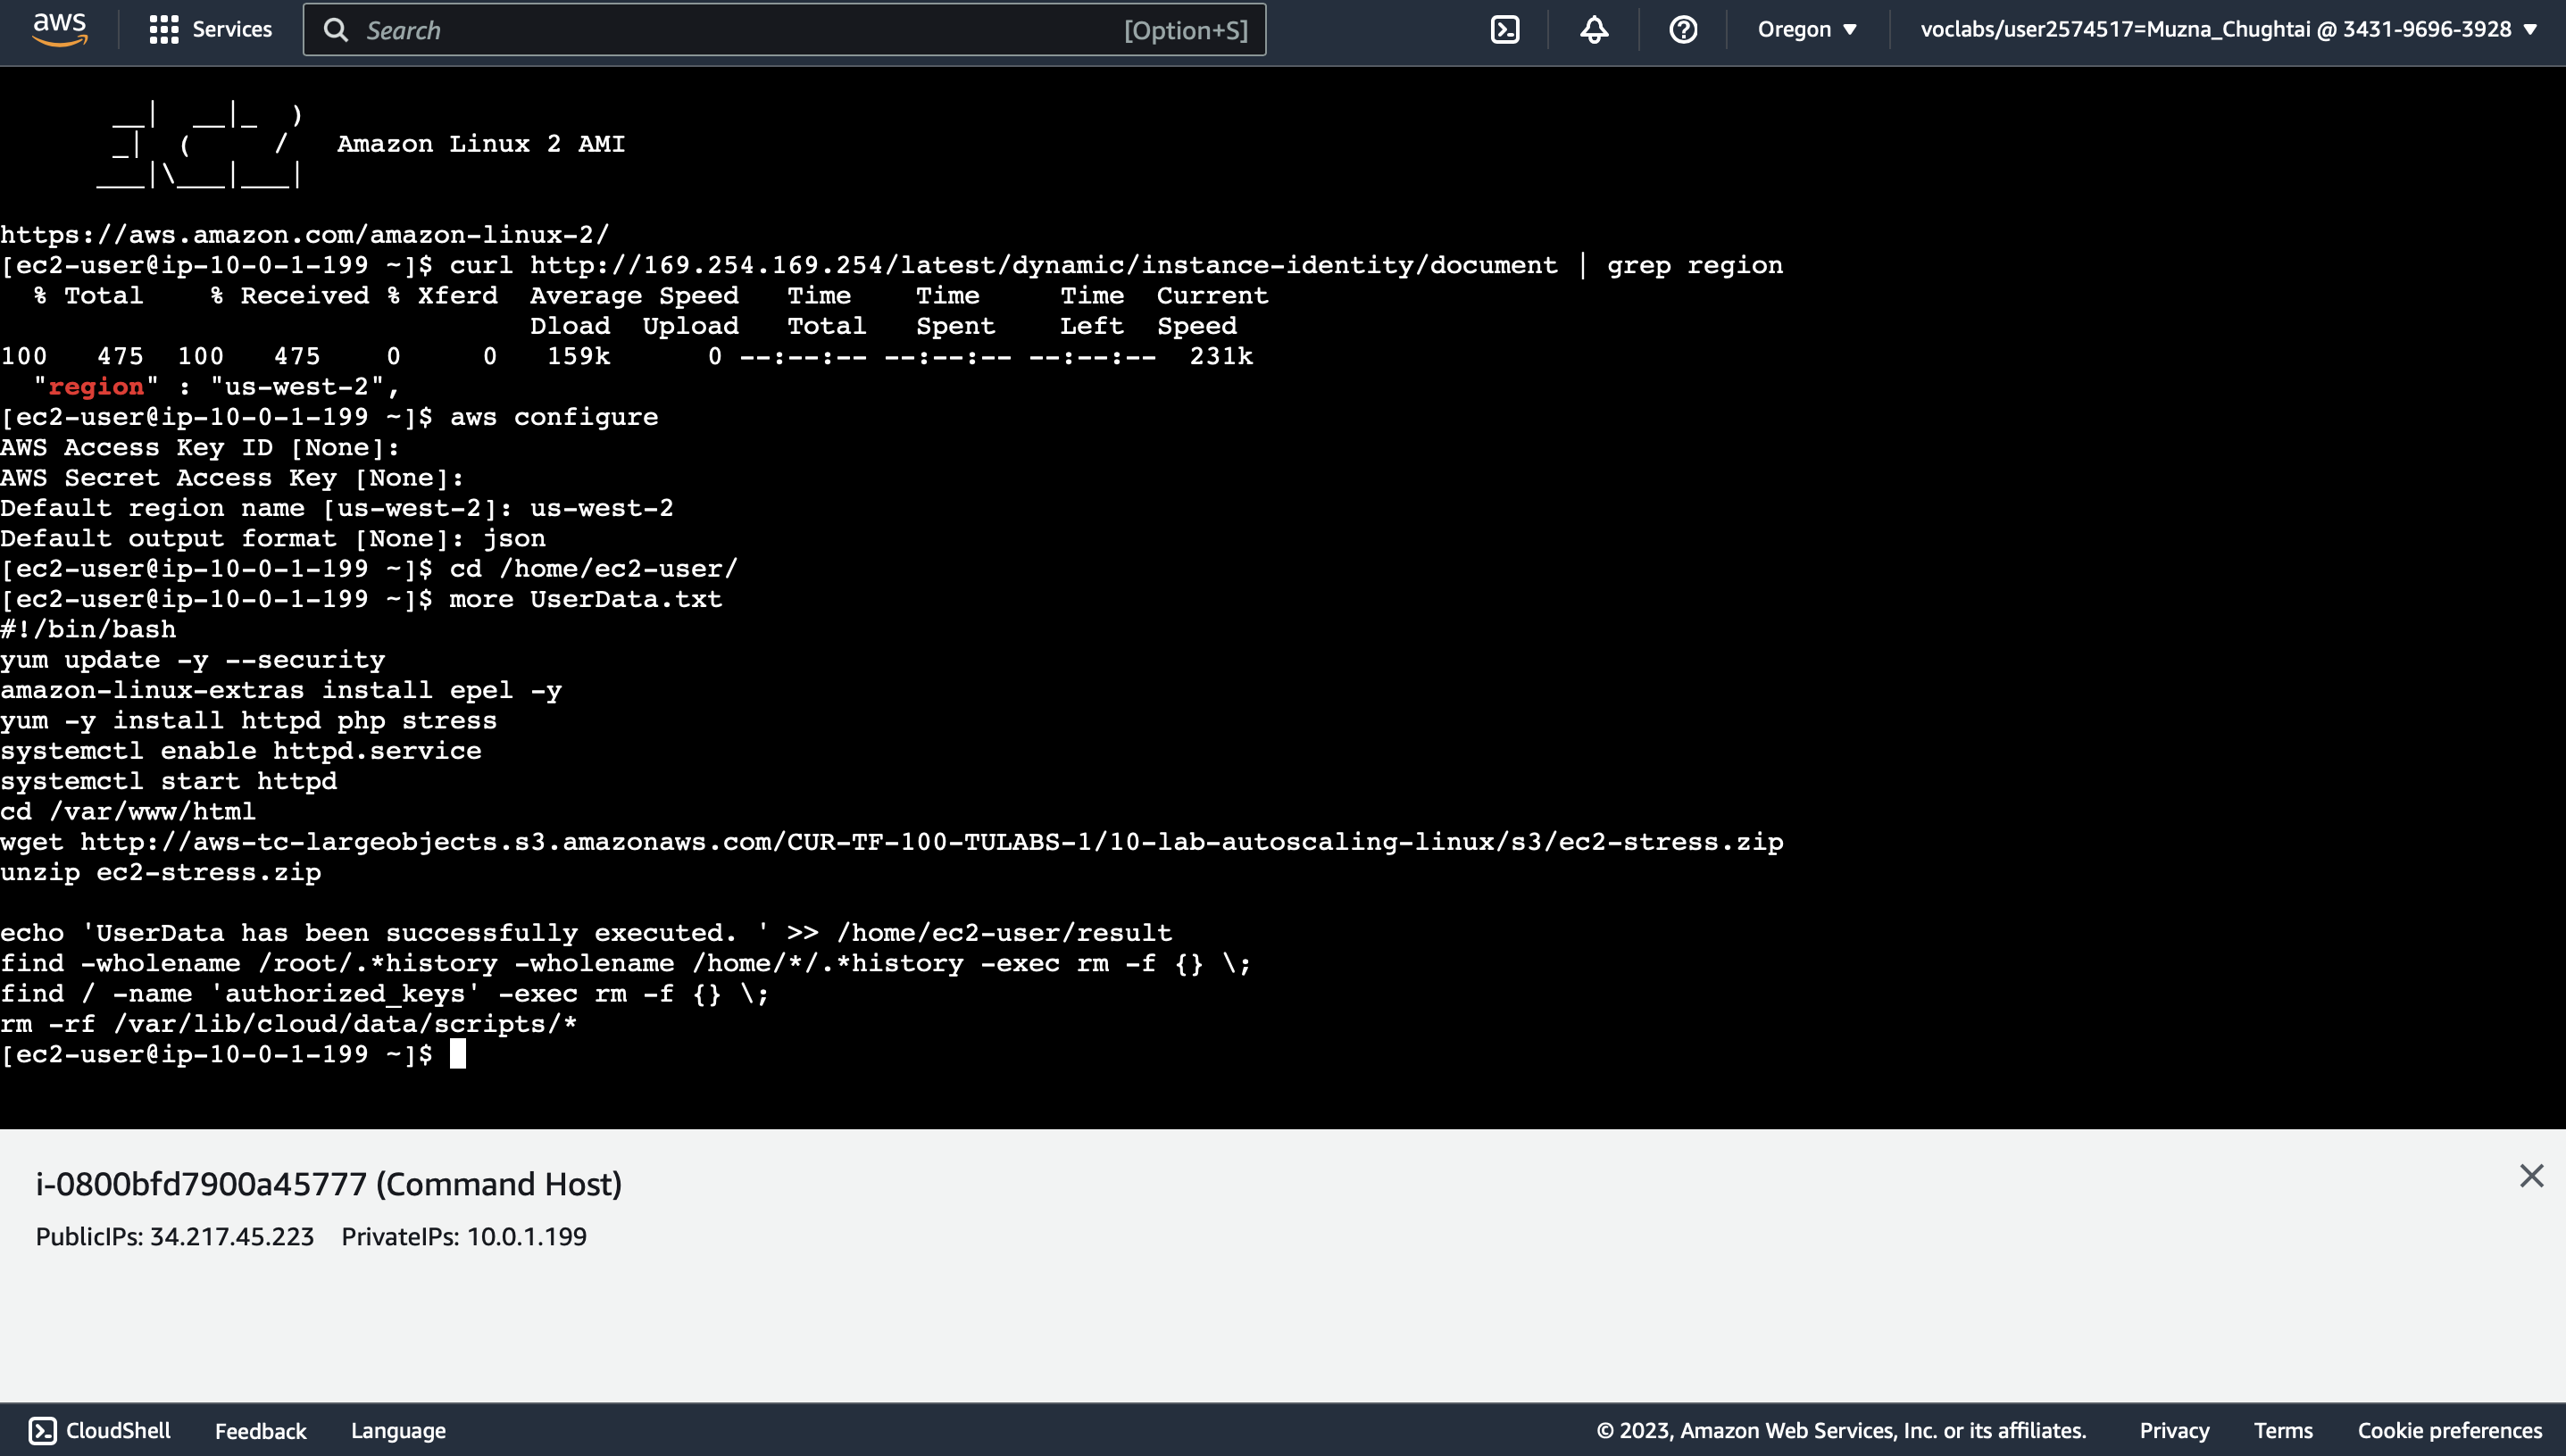 aws Services Search [Option+S] Oregon voclabs/user2574517=Muzna_Chughtai @ 3431-9696-3928
       __|  __|_  )
       _|  (     /   Amazon Linux 2 AMI
      ___|\___|___|
https://aws.amazon.com/amazon-linux-2/
[ec2-user@ip-10-0-1-199 ~]$ curl http://169.254.169.254/latest/dynamic/instance-identity/document | grep region
  % Total    % Received % Xferd  Average Speed   Time    Time     Time  Current
                                 Dload  Upload   Total   Spent    Left  Speed
100   475  100   475    0     0   159k      0 --:--:-- --:--:-- --:--:--  231k
  "region" : "us-west-2",
[ec2-user@ip-10-0-1-199 ~]$ aws configure
AWS Access Key ID [None]:
AWS Secret Access Key [None]:
Default region name [us-west-2]: us-west-2
Default output format [None]: json
[ec2-user@ip-10-0-1-199 ~]$ cd /home/ec2-user/
[ec2-user@ip-10-0-1-199 ~]$ more UserData.txt
#!/bin/bash
yum update -y --security
amazon-linux-extras install epel -y
yum -y install httpd php stress
systemctl enable httpd.service
systemctl start httpd
cd /var/www/html
wget http://aws-tc-largeobjects.s3.amazonaws.com/CUR-TF-100-TULABS-1/10-lab-autoscaling-linux/s3/ec2-stress.zip
unzip ec2-stress.zip
echo 'UserData has been successfully executed. ' >> /home/ec2-user/result
find -wholename /root/.*history -wholename /home/*/.*history -exec rm -f {} \;
find / -name 'authorized_keys' -exec rm -f {} \;
rm -rf /var/lib/cloud/data/scripts/*
[ec2-user@ip-10-0-1-199 ~]$
i-0800bfd7900a45777 (Command Host)
PublicIPs: 34.217.45.223 PrivateIPs: 10.0.1.199
CloudShell Feedback Language © 2023, Amazon Web Services, Inc. or its affiliates. Privacy Terms Cookie preferences